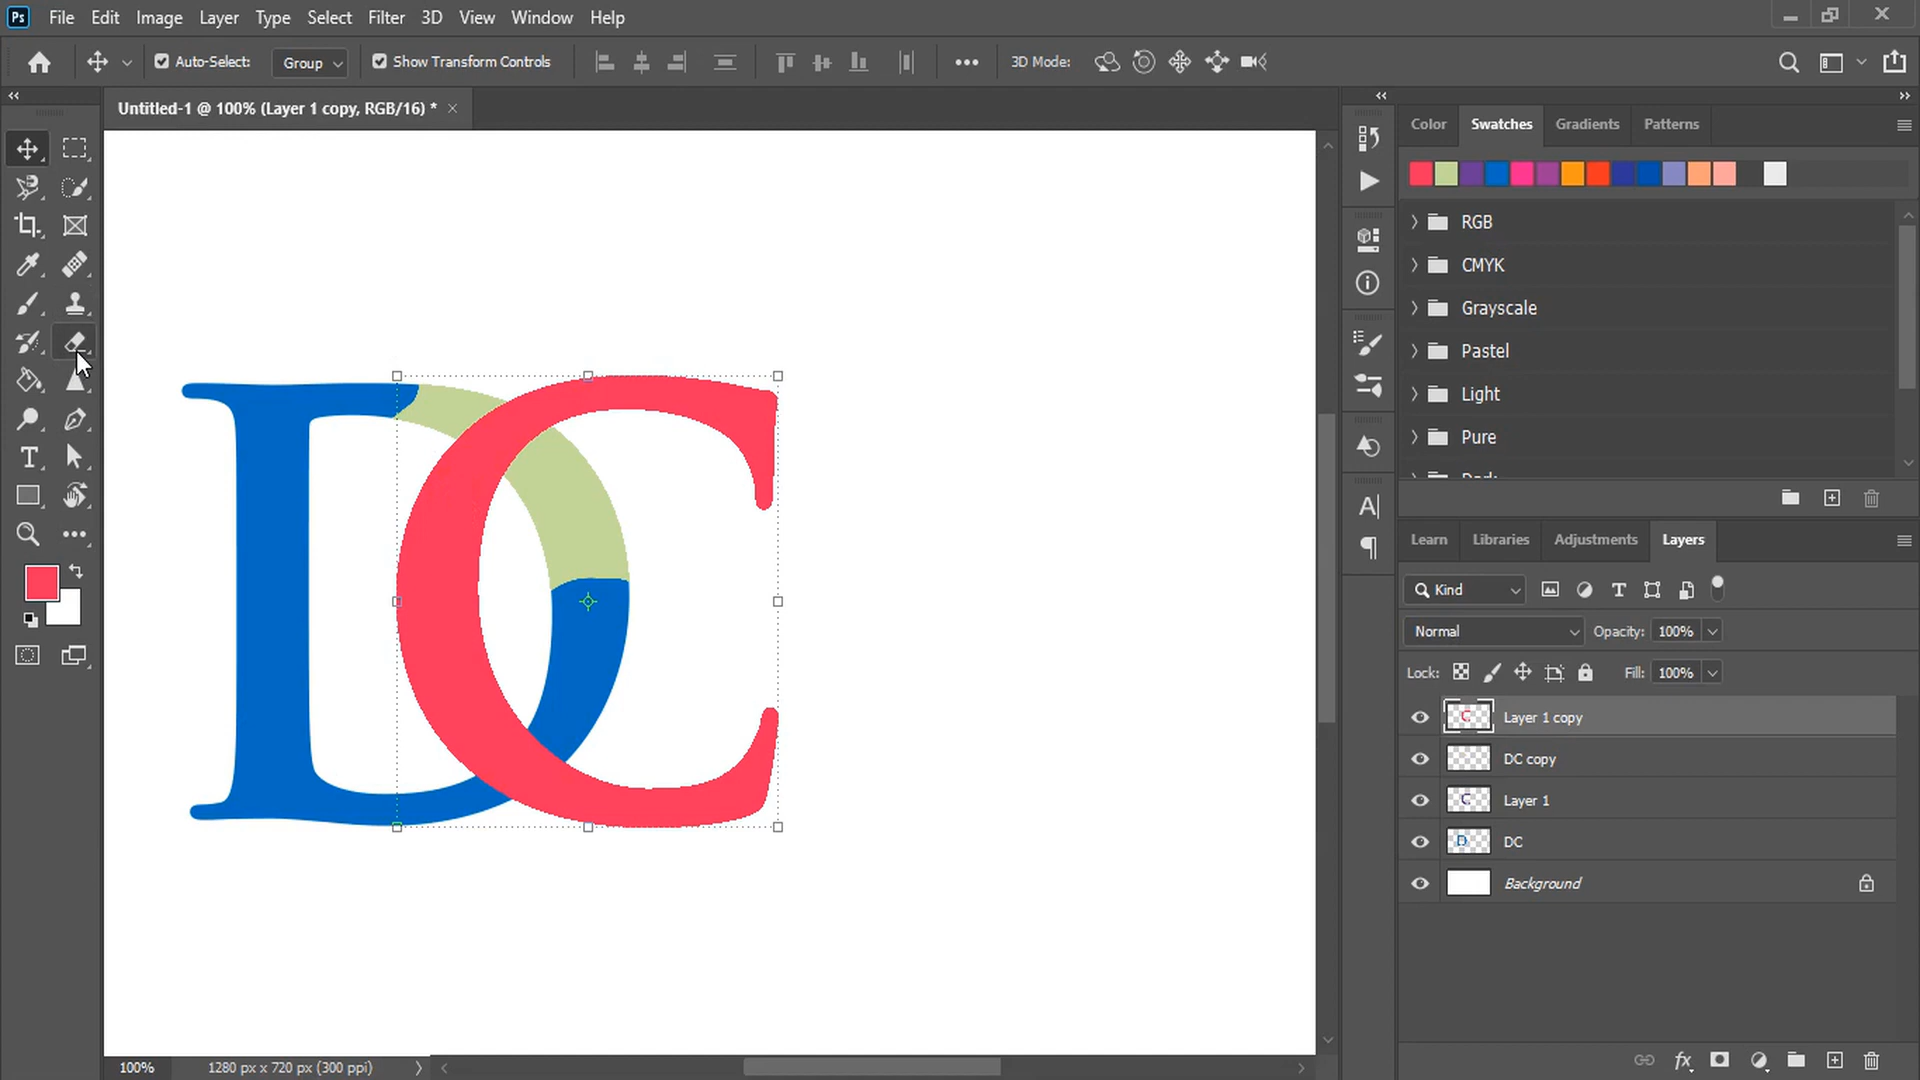 Ps File Edit Image Layer Type Select Filter 3D View Window Help
Auto-Select: Group Show Transform Controls 3D Mode:
Untitled-1 @ 100% (Layer 1 copy, RGB/16) *
Color Swatches Gradients Patterns
RGB
CMYK
Grayscale
Pastel
Light
Pure
Dark
DC
Learn Libraries Adjustments Layers
Kind
Normal Opacity: 100%
Lock: Fill: 100%
Layer 1 copy
DC copy
Layer 1
DC
Background
100% 1280 px x 720 px (300 ppi)